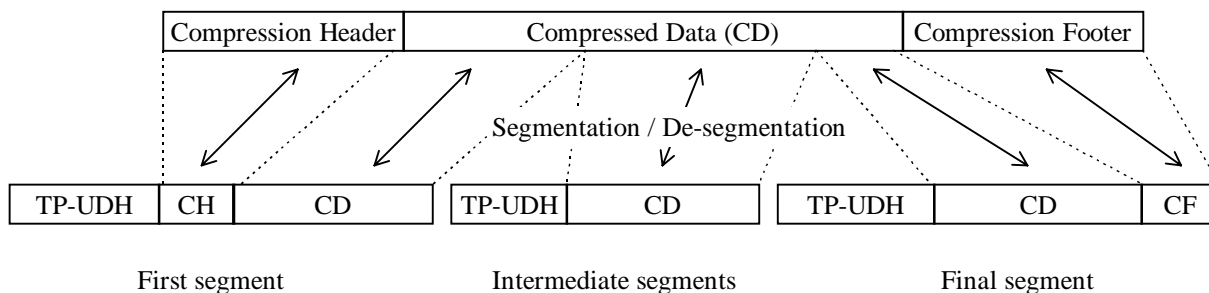 Compression Header Compressed Data (CD) Compression Footer
Segmentation / De-segmentation
TP-UDH CH CD TP-UDH CD TP-UDH CD CF
First segment Intermediate segments Final segment